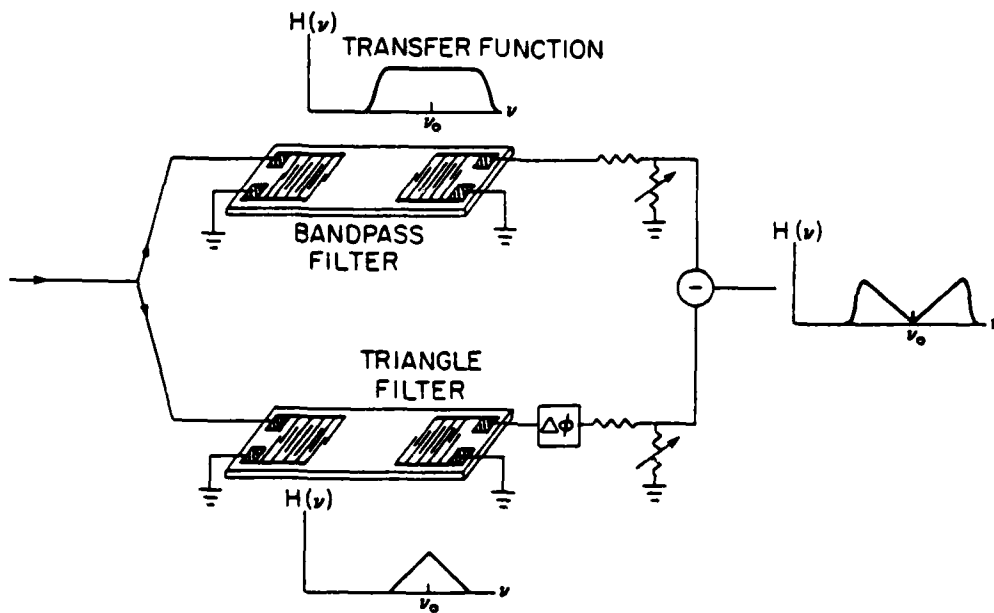 H(ν)
TRANSFER FUNCTION
ν₀
ν
BANDPASS
FILTER
H(ν)
ν₀
TRIANGLE
FILTER
Δϕ
H(ν)
ν₀
ν